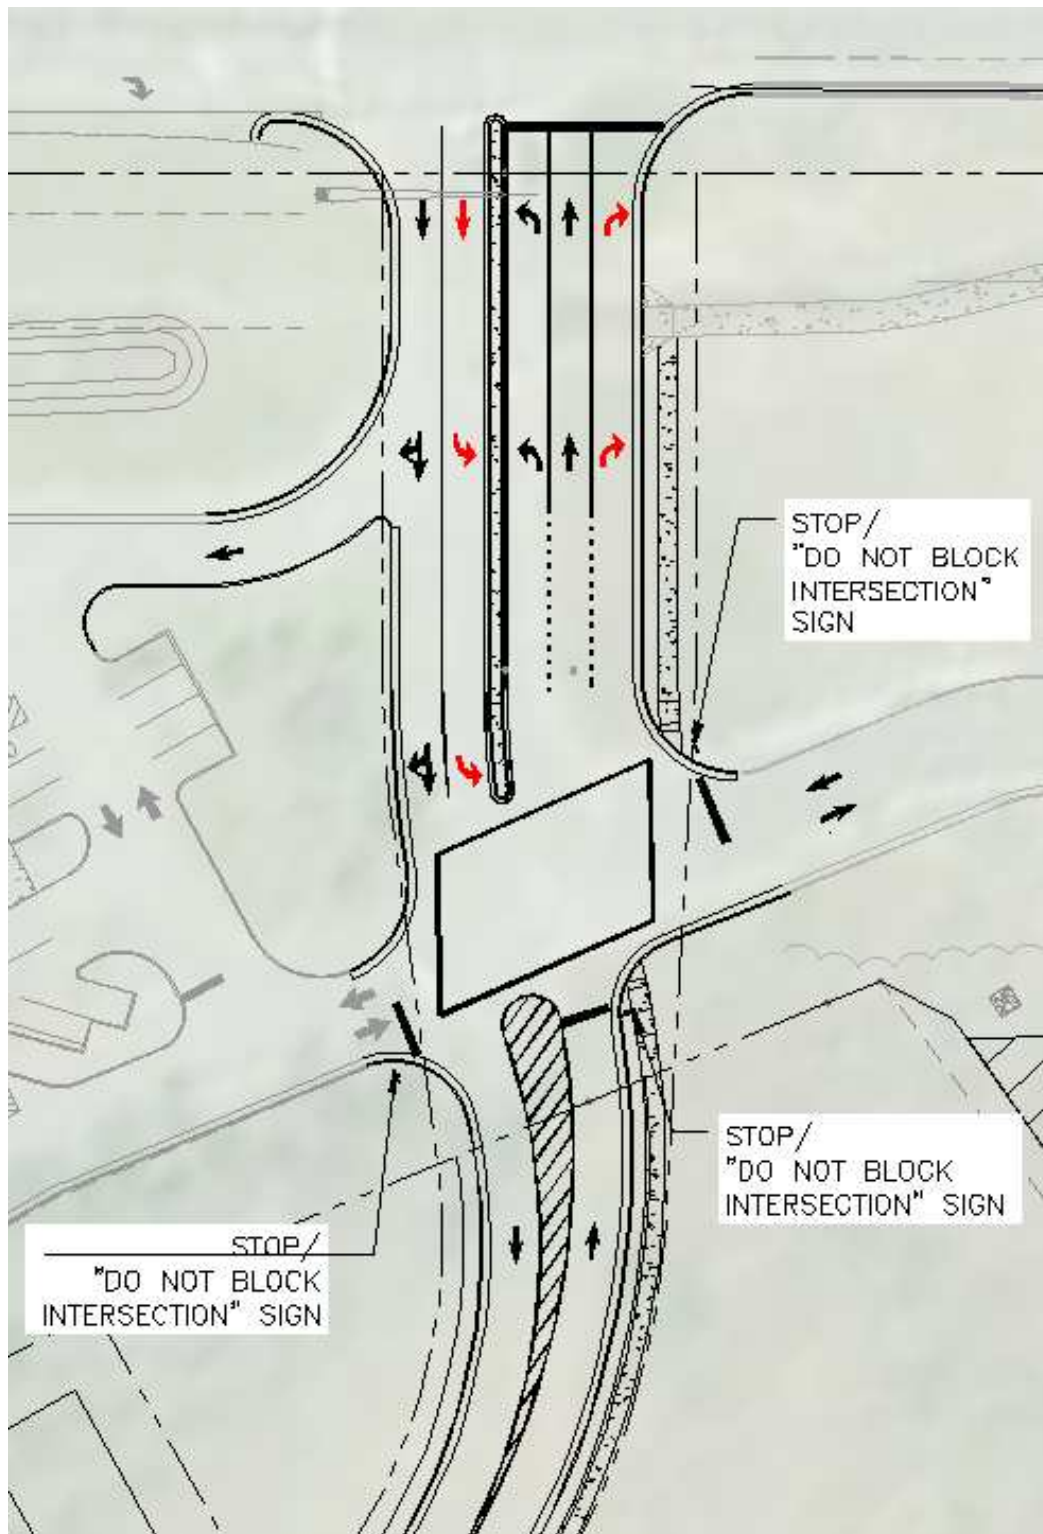 STOP/
"DO NOT BLOCK
INTERSECTION"
SIGN
STOP/
"DO NOT BLOCK
INTERSECTION" SIGN
STOP/
"DO NOT BLOCK
INTERSECTION" SIGN